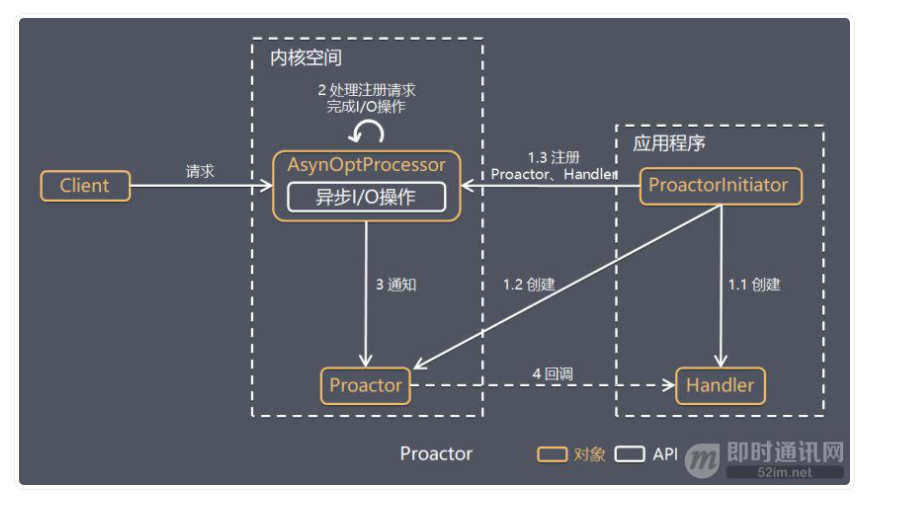 内核空间
2 处理注册请求
完成I/O操作
应用程序
1.3 注册
Proactor、Handler
AsynOptProcessor
请求
Client
异步I/O操作
ProactorInitiator
3 通知
1.2 创建
1.1 创建
4 回调
Proactor
Handler
Proactor
对象
API
m
即时通讯网
52im.net